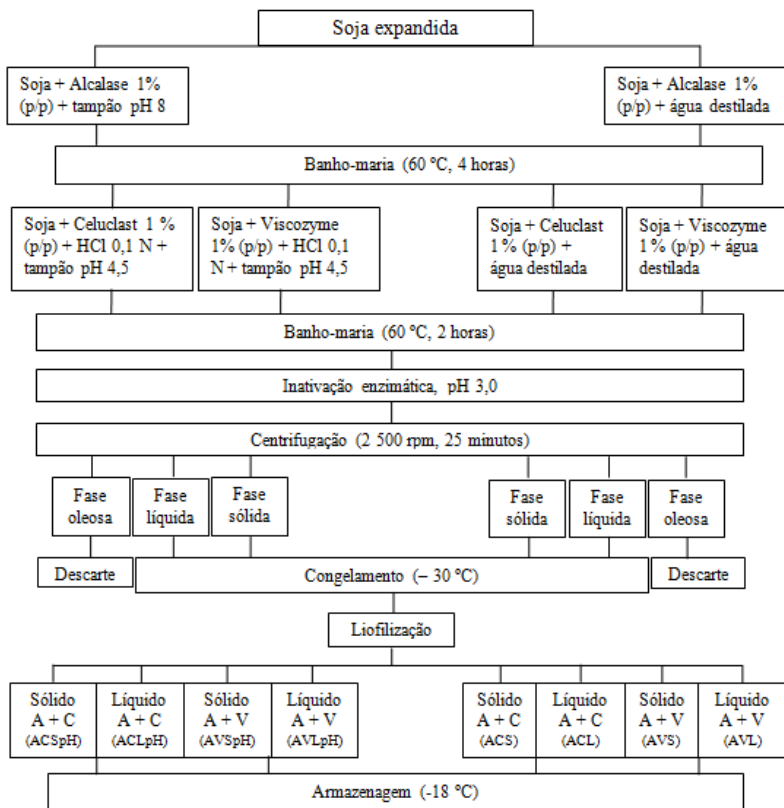 Soja expandida
Soja + Alcalase 1%
(p/p) + tampão pH 8
Soja + Alcalase 1%
(p/p) + água destilada
Banho-maria (60 ºC, 4 horas)
Soja + Celuclast 1 %
(p/p) + HCl 0,1 N +
tampão pH 4,5
Soja + Viscozyme
1% (p/p) + HCl 0,1
N + tampão pH 4,5
Soja + Celuclast
1 % (p/p) +
água destilada
Soja + Viscozyme
1 % (p/p) + água
destilada
Banho-maria (60 ºC, 2 horas)
Inativação enzimática, pH 3,0
Centrifugação (2 500 rpm, 25 minutos)
Fase
oleosa
Fase
líquida
Fase
sólida
Fase
sólida
Fase
líquida
Fase
oleosa
Descarte
Congelamento (– 30 ºC)
Descarte
Liofilização
Sólido
A + C
(ACSpH)
Líquido
A + C
(ACLpH)
Sólido
A + V
(AVSpH)
Líquido
A + V
(AVLpH)
Sólido
A + C
(ACS)
Líquido
A + C
(ACL)
Sólido
A + V
(AVS)
Líquido
A + V
(AVL)
Armazenagem (-18 ºC)